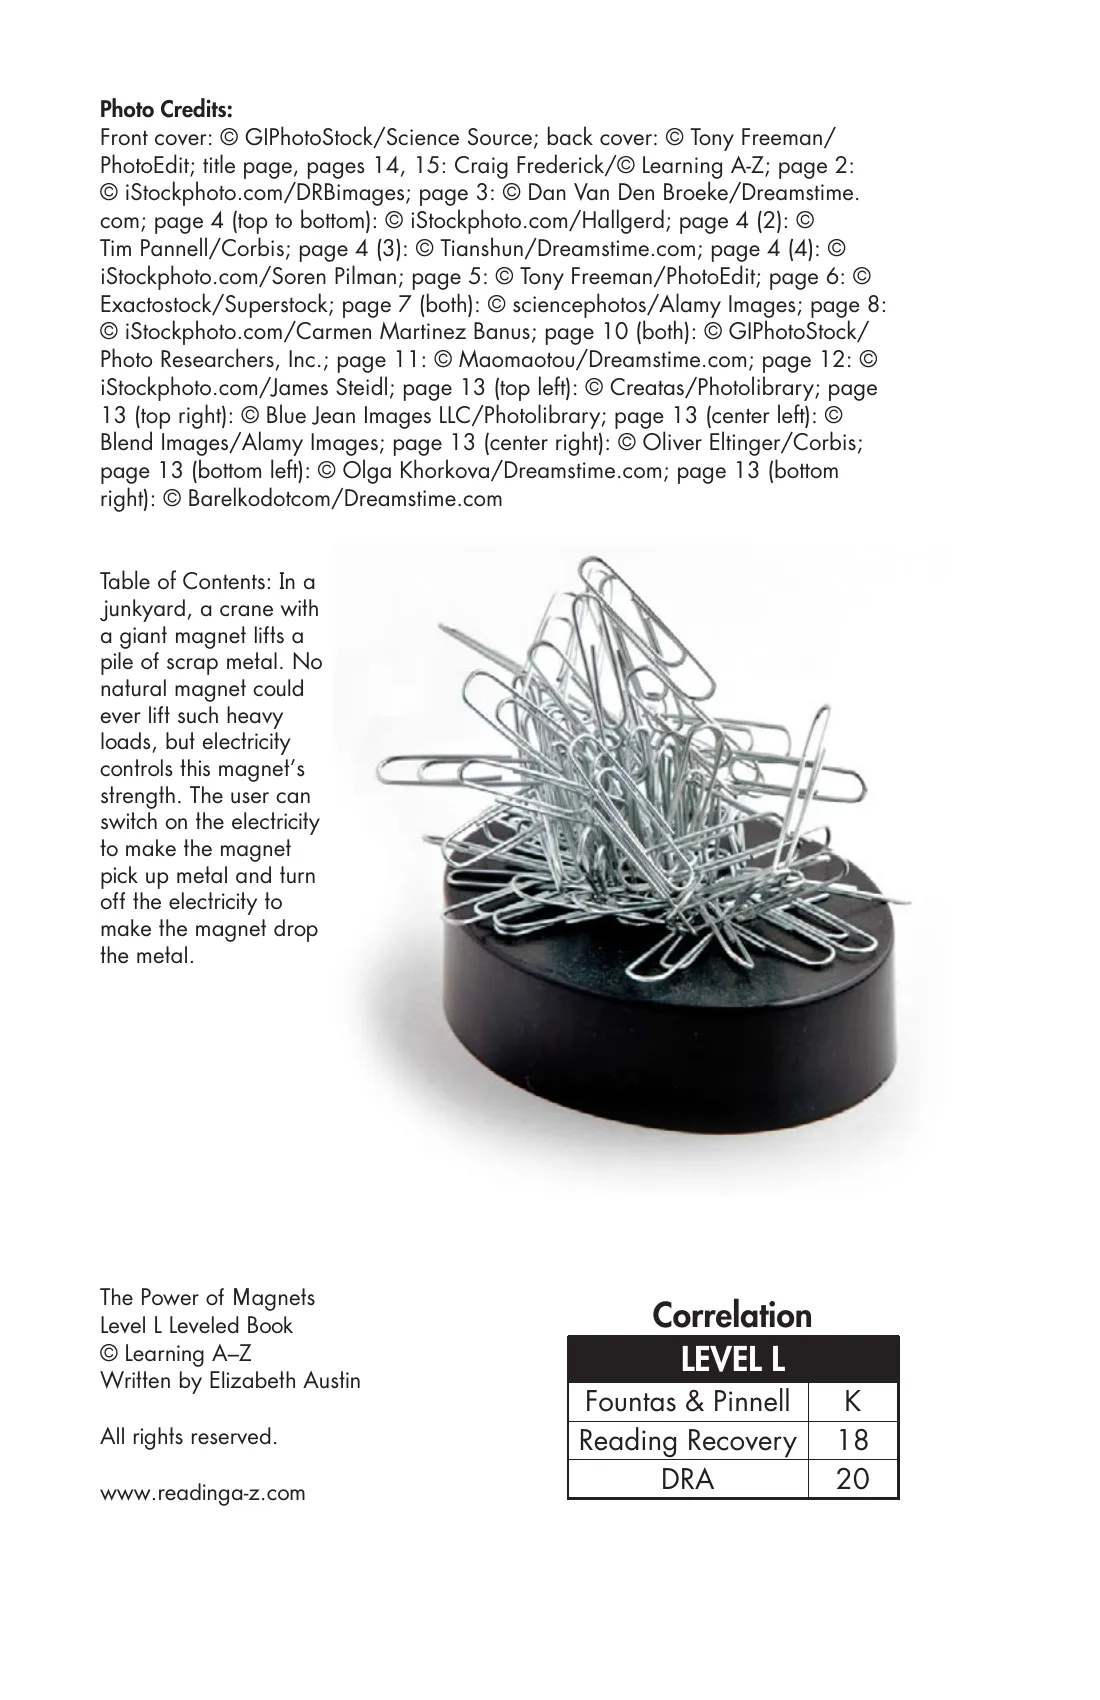 Photo Credits:
Front cover: © GIPhotoStock/Science Source; back cover: © Tony Freeman/
PhotoEdit; title page, pages 14, 15: Craig Frederick/© Learning A-Z; page 2:
© iStockphoto.com/DRBimages; page 3: © Dan Van Den Broeke/Dreamstime.
com; page 4 (top to bottom): © iStockphoto.com/Hallgerd; page 4 (2): ©
Tim Pannell/Corbis; page 4 (3): © Tianshun/Dreamstime.com; page 4 (4): ©
iStockphoto.com/Soren Pilman; page 5: © Tony Freeman/PhotoEdit; page 6: ©
Exactostock/Superstock; page 7 (both): © sciencephotos/Alamy Images; page 8:
© iStockphoto.com/Carmen Martinez Banus; page 10 (both): © GIPhotoStock/
Photo Researchers, Inc.; page 11: © Maomaotou/Dreamstime.com; page 12: ©
iStockphoto.com/James Steidl; page 13 (top left): © Creatas/Photolibrary; page
13 (top right): © Blue Jean Images LLC/Photolibrary; page 13 (center left): ©
Blend Images/Alamy Images; page 13 (center right): © Oliver Eltinger/Corbis;
page 13 (bottom left): © Olga Khorkova/Dreamstime.com; page 13 (bottom
right): © Barelkodotcom/Dreamstime.com
Table of Contents: In a
junkyard, a crane with
a giant magnet lifts a
pile of scrap metal. No
natural magnet could
ever lift such heavy
loads, but electricity
controls this magnet’s
strength. The user can
switch on the electricity
to make the magnet
pick up metal and turn
off the electricity to
make the magnet drop
the metal.
The Power of Magnets
Level L Leveled Book
© Learning A–Z
Written by Elizabeth Austin
All rights reserved.
www.readinga-z.com
Correlation
LEVEL L
Fountas & Pinnell K
Reading Recovery 18
DRA 20